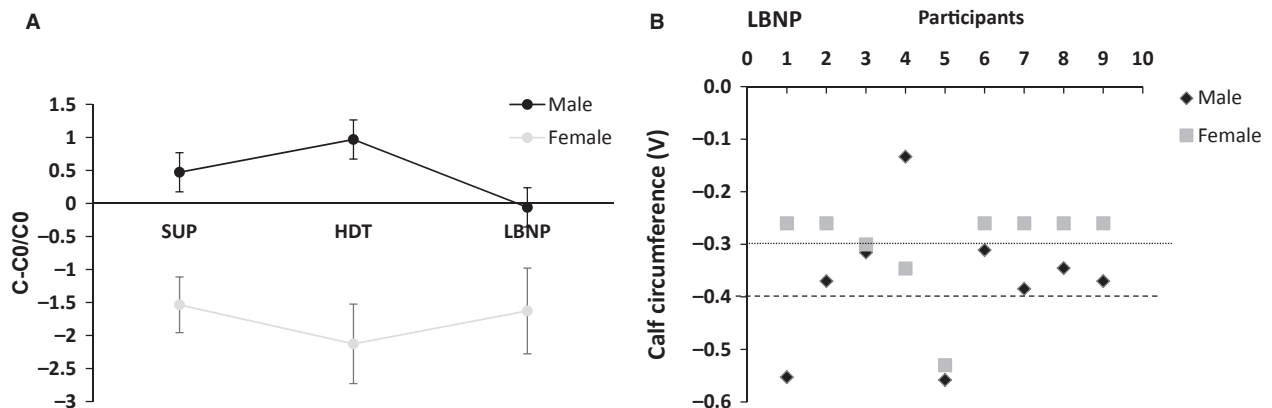 A
C-C0/C0
1.5
1
0.5
0
–0.5
–1
–1.5
–2
–2.5
–3
SUP
HDT
LBNP
Male
Female
B
LBNP
Participants
0 1 2 3 4 5 6 7 8 9 10
Calf circumference (V)
0.0
–0.1
–0.2
–0.3
–0.4
–0.5
–0.6
Male
Female